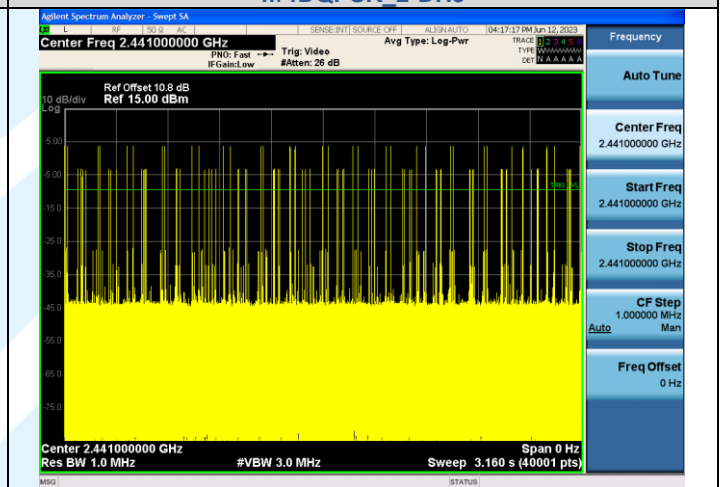 Agilent Spectrum Analyzer - Swept SA
L RF 50 Ω AC SENSE:INT SOURCE OFF ALIGNAUTO 04:17:17 PM Jun 12, 2023
Center Freq 2.441000000 GHz
Avg Type: Log-Pwr
TRACE 1 2 3 4 5 6
PNO: Fast
Trig: Video
TYPE WWWWWW
IFGain:Low
#Atten: 26 dB
DET N A A A A A
Ref Offset 10.8 dB
10 dB/div Ref 15.00 dBm
Log
5.00
-5.00
-15.0
-25.0
-35.0
-45.0
-55.0
-65.0
-75.0
Center 2.441000000 GHz
Span 0 Hz
Res BW 1.0 MHz
#VBW 3.0 MHz
Sweep 3.160 s (40001 pts)
MSG
STATUS
Frequency
Auto Tune
Center Freq
2.441000000 GHz
Start Freq
2.441000000 GHz
Stop Freq
2.441000000 GHz
CF Step
1.000000 MHz
Auto Man
Freq Offset
0 Hz